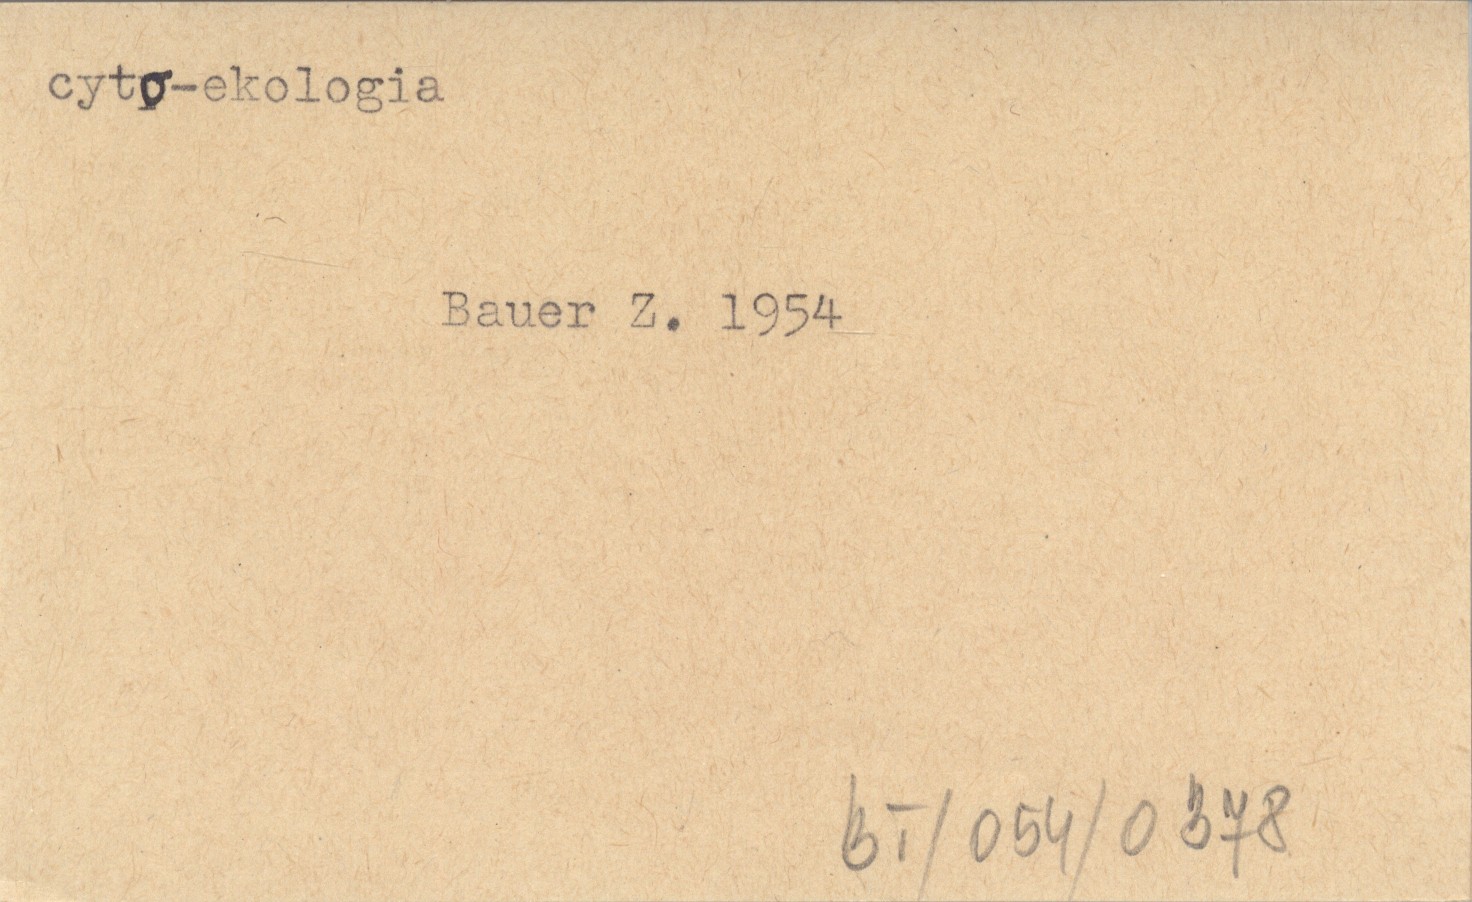 cyto-ekologia
Bauer Z. 1954
BT/054/0378